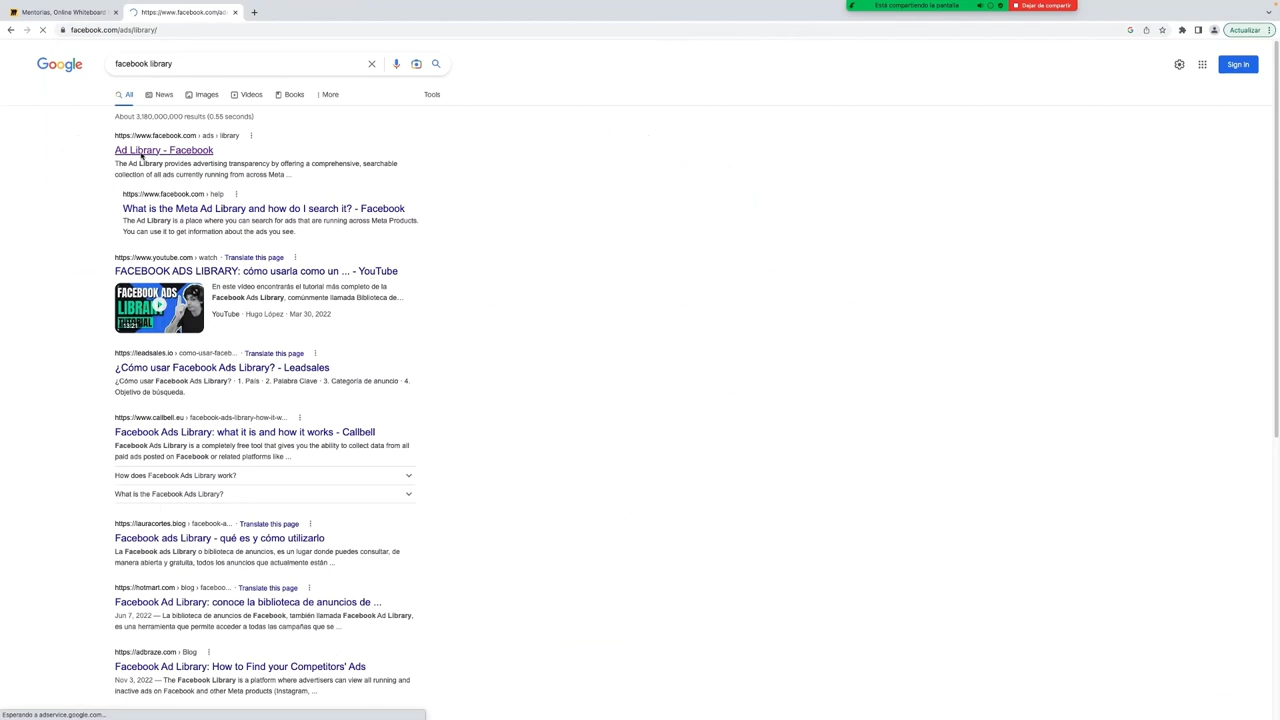 Mentorías, Online Whiteboard
https://www.facebook.com/ads/
Está compartiendo la pantalla
Dejar de compartir
facebook.com/ads/library/
Actualizar
Google
facebook library
Sign in
All
News
Images
Videos
Books
More
Tools
About 3,180,000,000 results (0.55 seconds)
https://www.facebook.com › ads › library
Ad Library - Facebook
The Ad Library provides advertising transparency by offering a comprehensive, searchable
collection of all ads currently running from across Meta ...
https://www.facebook.com › help
What is the Meta Ad Library and how do I search it? - Facebook
The Ad Library is a place where you can search for ads that are running across Meta Products.
You can use it to get information about the ads you see.
https://www.youtube.com › watch · Translate this page
FACEBOOK ADS LIBRARY: cómo usarla como un ... - YouTube
FACEBOOK ADS
LIBRARY
TUTORIAL
13:21
En este vídeo encontrarás el tutorial más completo de la
Facebook Ads Library, comúnmente llamada Biblioteca de...
YouTube · Hugo López · Mar 30, 2022
https://leadsales.io › como-usar-faceb... · Translate this page
¿Cómo usar Facebook Ads Library? - Leadsales
¿Cómo usar Facebook Ads Library? · 1. País · 2. Palabra Clave · 3. Categoría de anuncio · 4.
Objetivo de búsqueda.
https://www.callbell.eu › facebook-ads-library-how-it-w...
Facebook Ads Library: what it is and how it works - Callbell
Facebook Ads Library is a completely free tool that gives you the ability to collect data from all
paid ads posted on Facebook or related platforms like ...
How does Facebook Ads Library work?
What is the Facebook Ads Library?
https://lauracortes.blog › facebook-a... · Translate this page
Facebook ads Library - qué es y cómo utilizarlo
La Facebook ads Library o biblioteca de anuncios, es un lugar donde puedes consultar, de
manera abierta y gratuita, todos los anuncios que actualmente están ...
https://hotmart.com › blog › faceboo... · Translate this page
Facebook Ad Library: conoce la biblioteca de anuncios de ...
Jun 7, 2022 — La biblioteca de anuncios de Facebook, también llamada Facebook Ad Library,
es una herramienta que permite acceder a todas las campañas que se ...
https://adbraze.com › Blog
Facebook Ad Library: How to Find your Competitors' Ads
Nov 3, 2022 — The Facebook Library is a platform where advertisers can view all running and
inactive ads on Facebook and other Meta products (Instagram, ...
Esperando a adservice.google.com...